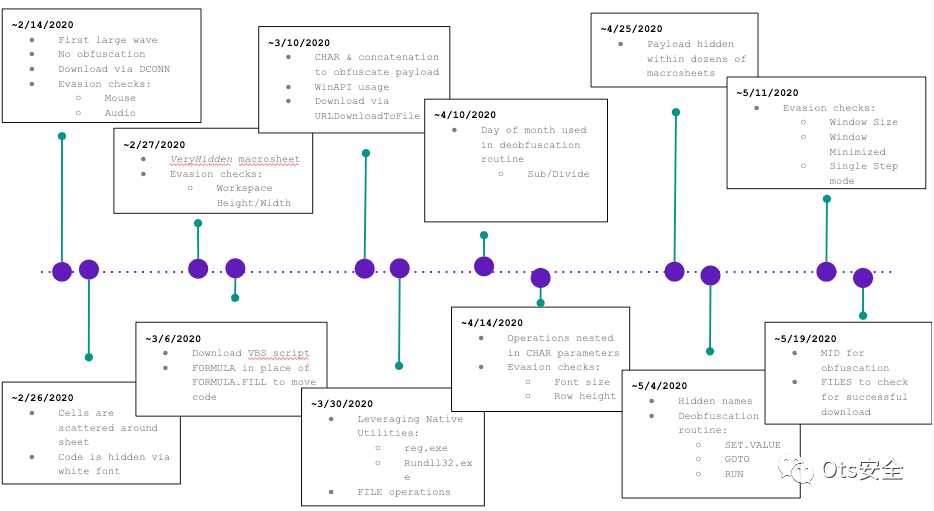 ~2/14/2020
● First large wave
● No obfuscation
● Download via DCONN
● Evasion checks:
○ Mouse
○ Audio
~2/26/2020
● Cells are
scattered around
sheet
● Code is hidden via
white font
~2/27/2020
● VeryHidden macrosheet
● Evasion checks:
○ Workspace
Height/Width
~3/6/2020
● Download VBS script
● FORMULA in place of
FORMULA.FILL to move
code
~3/10/2020
● CHAR & concatenation
to obfuscate payload
● WinAPI usage
● Download via
URLDownloadToFile
~3/30/2020
● Leveraging Native
Utilities:
○ reg.exe
○ Rundll32.ex
e
● FILE operations
~4/10/2020
● Day of month used
in deobfuscation
routine
○ Sub/Divide
~4/14/2020
● Operations nested
in CHAR parameters
● Evasion checks:
○ Font size
○ Row height
~4/25/2020
● Payload hidden
within dozens of
macrosheets
~5/4/2020
● Hidden names
● Deobfuscation
routine:
○ SET.VALUE
○ GOTO
○ RUN
~5/11/2020
● Evasion checks:
○ Window Size
○ Window
Minimized
○ Single Step
mode
~5/19/2020
● MID for
obfuscation
● FILES to check
for successful
download
Ots安全